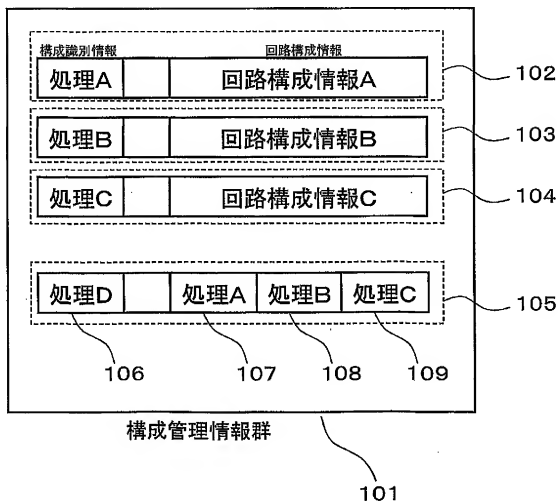 構成識別情報 回路構成情報
処理A 回路構成情報A
102
処理B 回路構成情報B
103
処理C 回路構成情報C
104
処理D 処理A 処理B 処理C
105
106 107 108 109
構成管理情報群
101